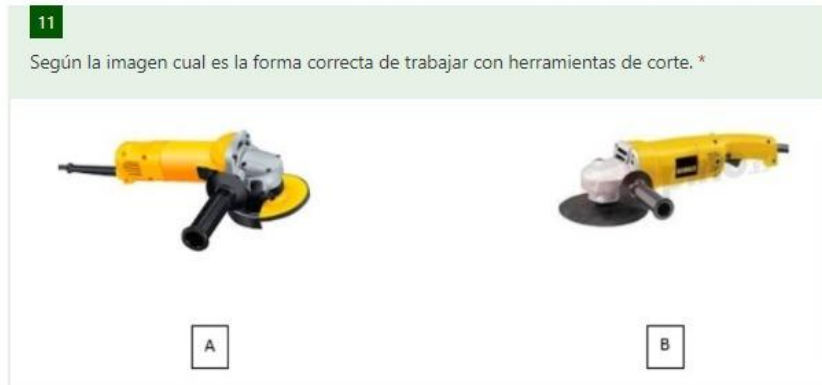 11
Según la imagen cual es la forma correcta de trabajar con herramientas de corte. *
A
B